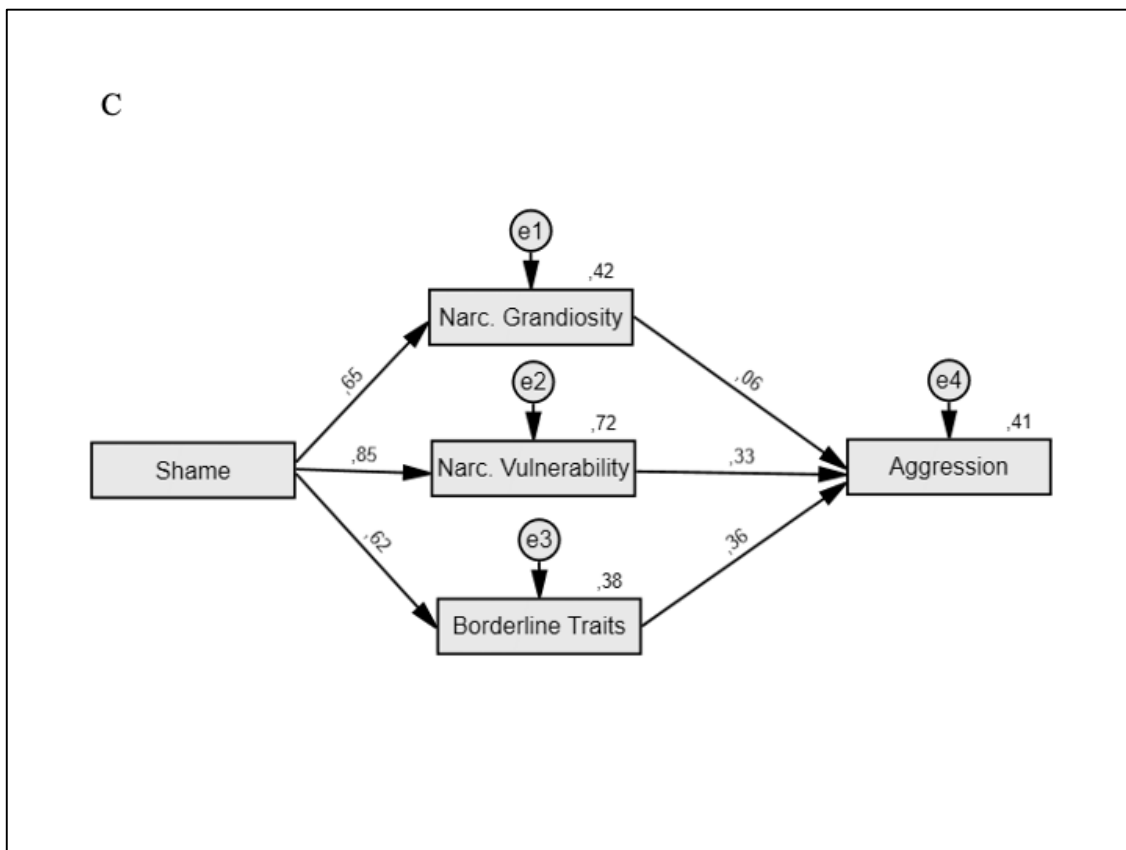 C
e1
,42
Narc. Grandiosity
,65
,06
e2
e4
,72
,41
Shame
,85
Narc. Vulnerability
,33
Aggression
,62
e3
,36
,38
Borderline Traits